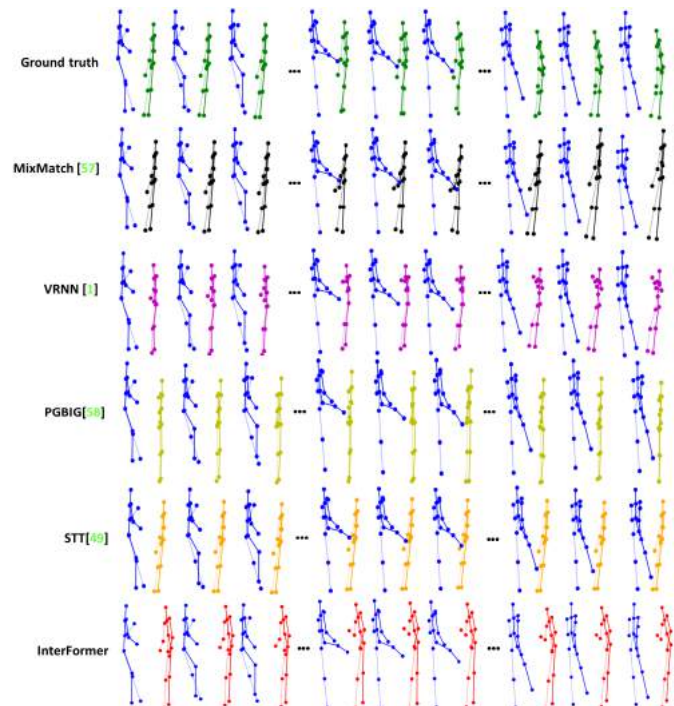 Ground truth
... ...
MixMatch [57]
... ...
VRNN [1]
... ...
PGBIG[58]
... ...
STT[49]
... ...
InterFormer
... ...